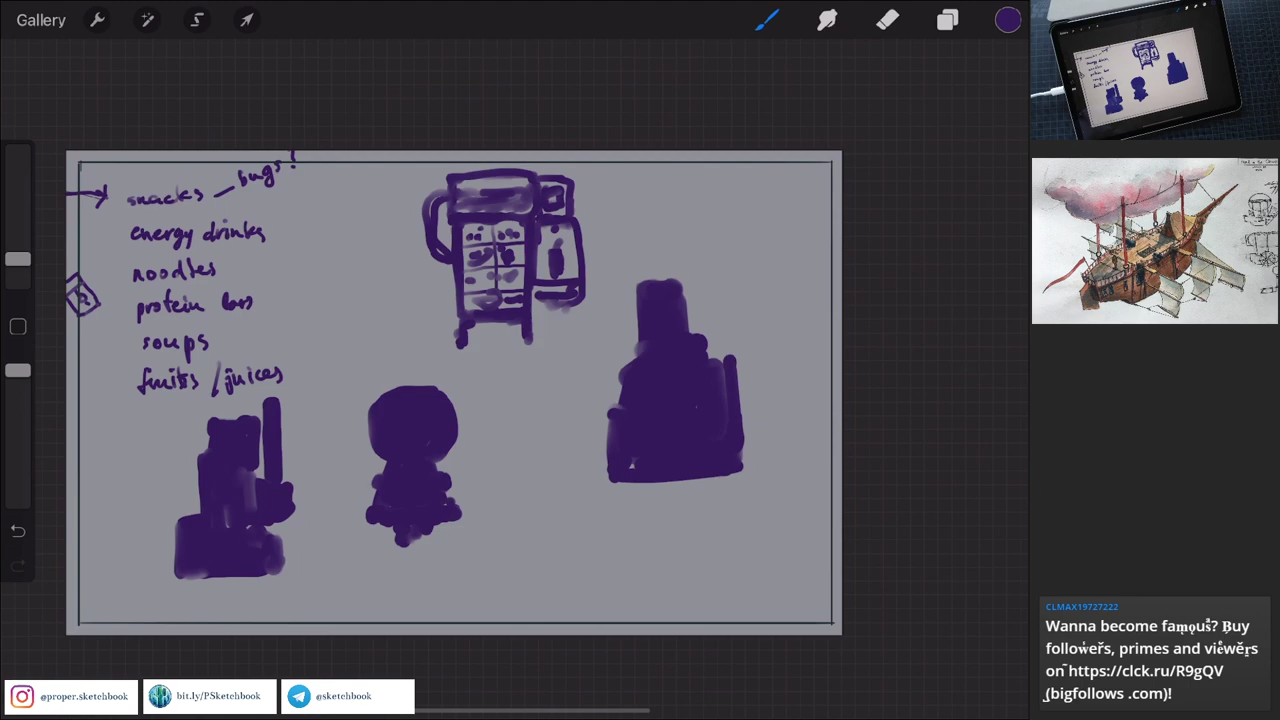 Gallery
snacks – bugs!
energy drinks
noodles
protein bars
soups
fruits / juices
@proper.sketchbook
bit.ly/PSketchbook
@sketchbook
CLMAX19727222
Wanna become famous? Buy
followers, primes and viewers
on https://clck.ru/R9gQV
(bigfollows .com)!